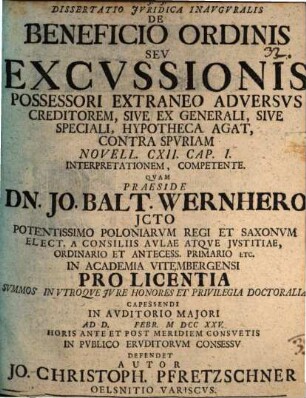 DISSERTATIO JVRIDICA INAVGVRALIS
DE
BENEFICIO ORDINIS
SEV
EXCVSSIONIS
POSSESSORI EXTRANEO ADVERSVS
CREDITOREM, SIVE EX GENERALI, SIVE
SPECIALI, HYPOTHECA AGAT,
CONTRA SPVRIAM
NOVELL. CXII. CAP. I.
INTERPRETATIONEM, COMPETENTE.
QVAM
PRAESIDE
DN. JO. BALT. WERNHERO
JCTO
POTENTISSIMO POLONIARVM REGI ET SAXONVM
ELECT. A CONSILIIS AVLAE ATQVE JVSTITIAE,
ORDINARIO ET ANTECESS. PRIMARIO ETC.
IN ACADEMIA VITEMBERGENSI
PRO LICENTIA
SVMMOS IN VTROQVE JVRE HONORES ET PRIVILEGIA DOCTORALIA
CAPESSENDI
IN AVDITORIO MAJORI
AD D. FEBR. M DCC XXV.
HORIS ANTE ET POST MERIDIEM CONSVETIS
IN PVBLICO ERVDITORVM CONSESSV
DEFENDET
AUTOR
JO. CHRISTOPH. PFRETZSCHNER
OELSNITIO VARISCVS.